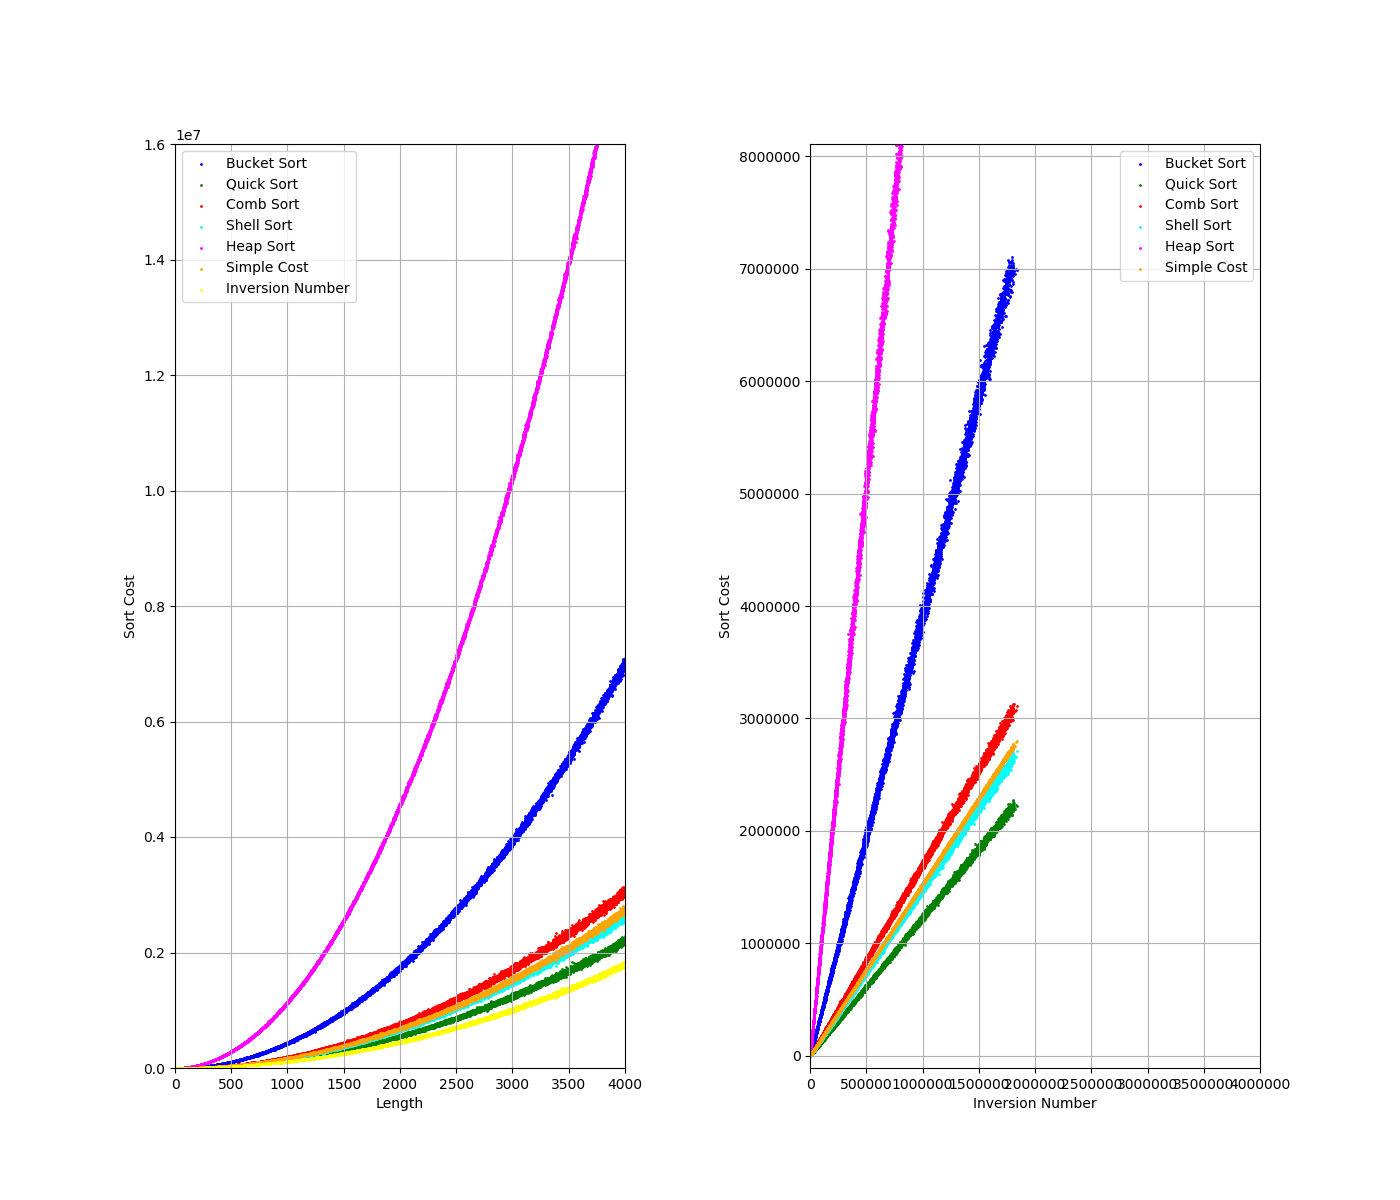 1e7
1.6
1.4
1.2
1.0
0.8
0.6
0.4
0.2
0.0
Sort Cost
0 500 1000 1500 2000 2500 3000 3500 4000
Length
Bucket Sort
Quick Sort
Comb Sort
Shell Sort
Heap Sort
Simple Cost
Inversion Number
8000000
7000000
6000000
5000000
4000000
3000000
2000000
1000000
0
Sort Cost
0 500000 1000000 1500000 2000000 2500000 3000000 3500000 4000000
Inversion Number
Bucket Sort
Quick Sort
Comb Sort
Shell Sort
Heap Sort
Simple Cost